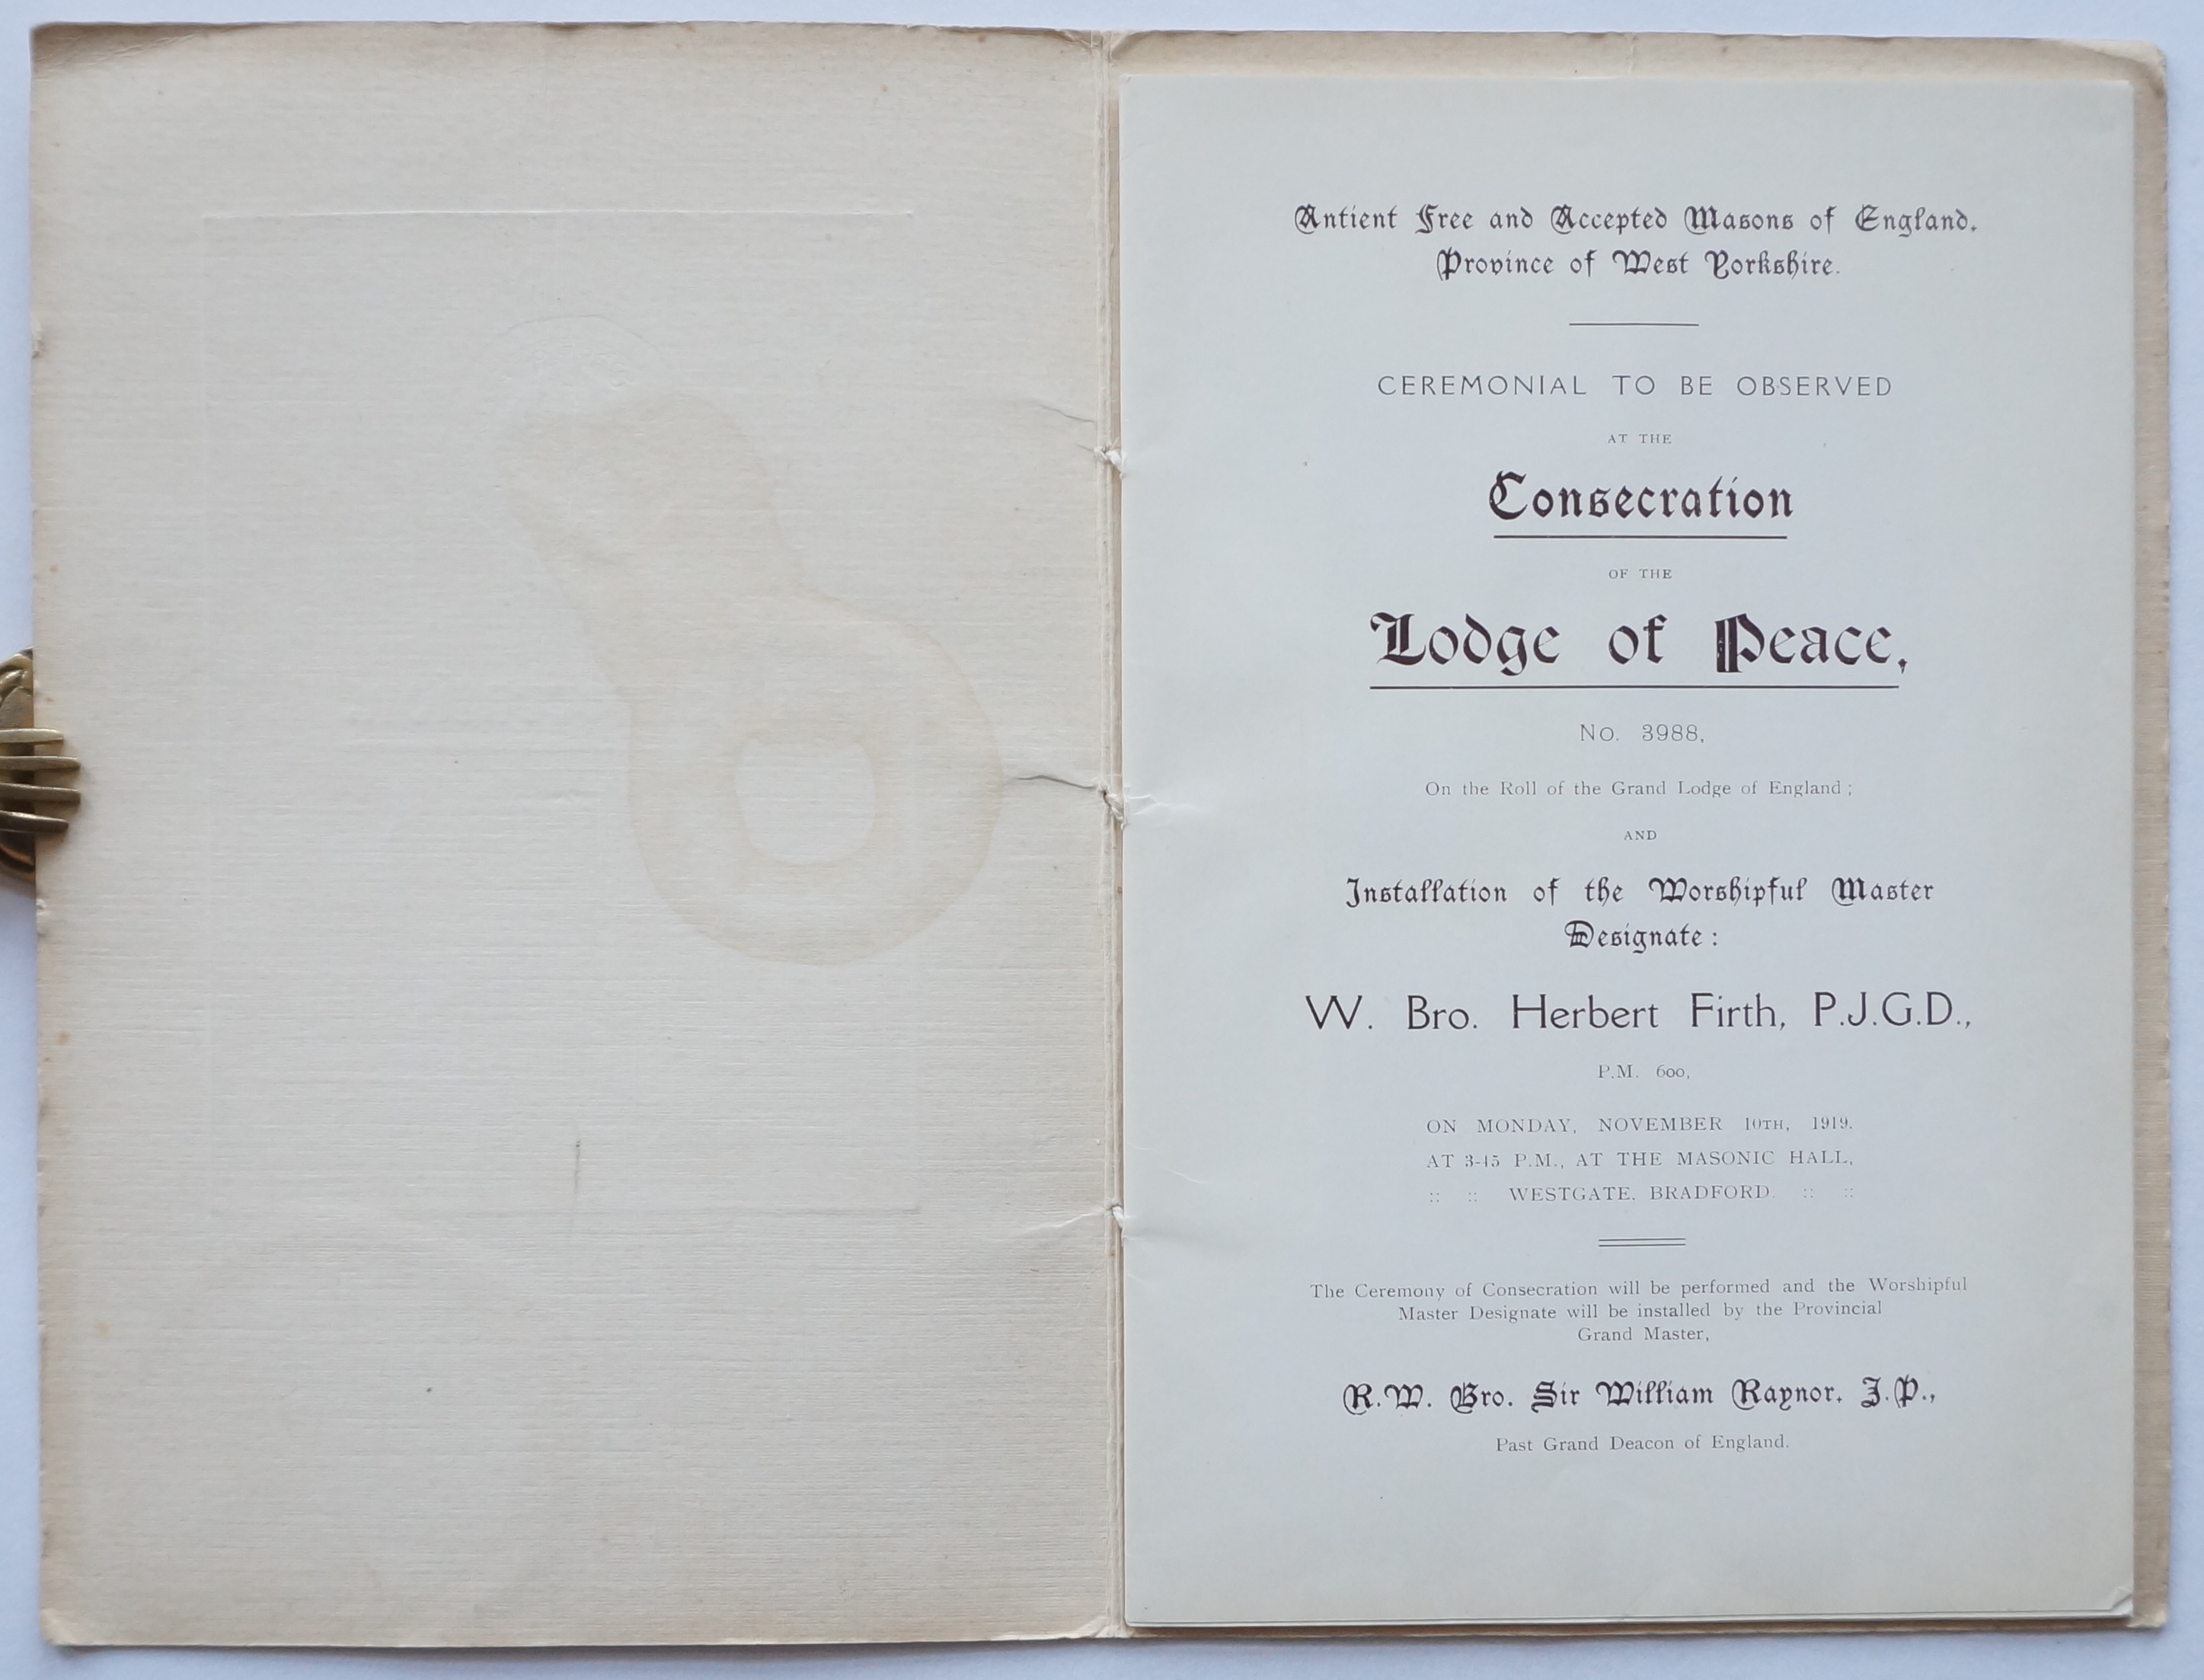 Antient Free and Accepted Masons of England.
Province of West Yorkshire.
CEREMONIAL TO BE OBSERVED
AT THE
Consecration
OF THE
Lodge of Peace,
No. 3988,
On the Roll of the Grand Lodge of England;
AND
Installation of the Worshipful Master
Designate:
W. Bro. Herbert Firth, P.J.G.D.,
P.M. 600,
ON MONDAY, NOVEMBER 10TH, 1919,
AT 3-45 P.M., AT THE MASONIC HALL,
:: :: WESTGATE, BRADFORD. :: ::
The Ceremony of Consecration will be performed and the Worshipful
Master Designate will be installed by the Provincial
Grand Master,
R.W. Bro. Sir William Raynor, J.P.,
Past Grand Deacon of England.